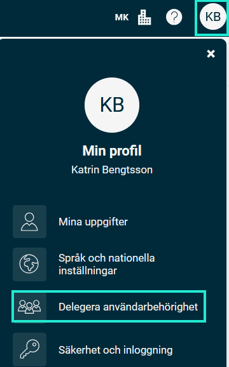 MK ? KB
×
KB
Min profil
Katrin Bengtsson
Mina uppgifter
Språk och nationella
inställningar
Delegera användarbehörighet
Säkerhet och inloggning